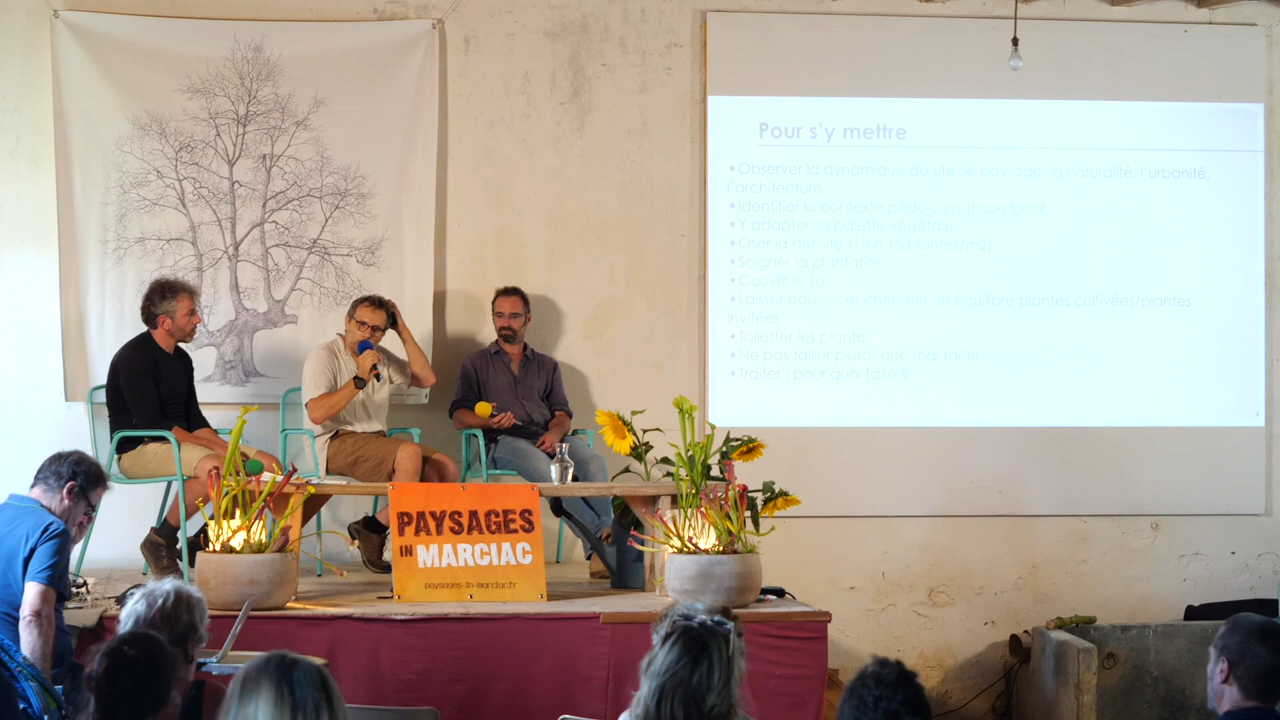 Pour s'y mettre
•Observer la dynamique du site, le paysage, la naturalité, l'urbanité,
l'architecture
•Identifier le contexte pédo-climatique local
•Y adapter sa palette végétale
•Oser la densité (10 à 15 plantes/m2)
•Soigner la plantation
•Couvrir le sol
•Laisser pousser et chercher un équilibre plantes cultivées/plantes
invitées
•Toiletter les plantes
•Ne pas tailler plutôt que mal tailler
•Traiter : pour quoi faire ?
PAYSAGES
IN MARCIAC
paysages-in-marciac.fr